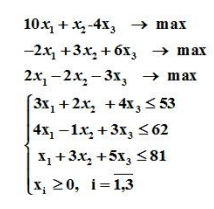 10x₁ + x₂-4x₃ → max
−2x₁ +3x₂ + 6x₃ → max
2x₁ −2x₂ −3x₃ → max
3x₁ + 2x₂ + 4x₃ ≤ 53
4x₁ −1x₂ + 3x₃ ≤ 62
x₁ +3x₂ + 5x₃ ≤ 81
xᵢ ≥ 0, i = 1,3